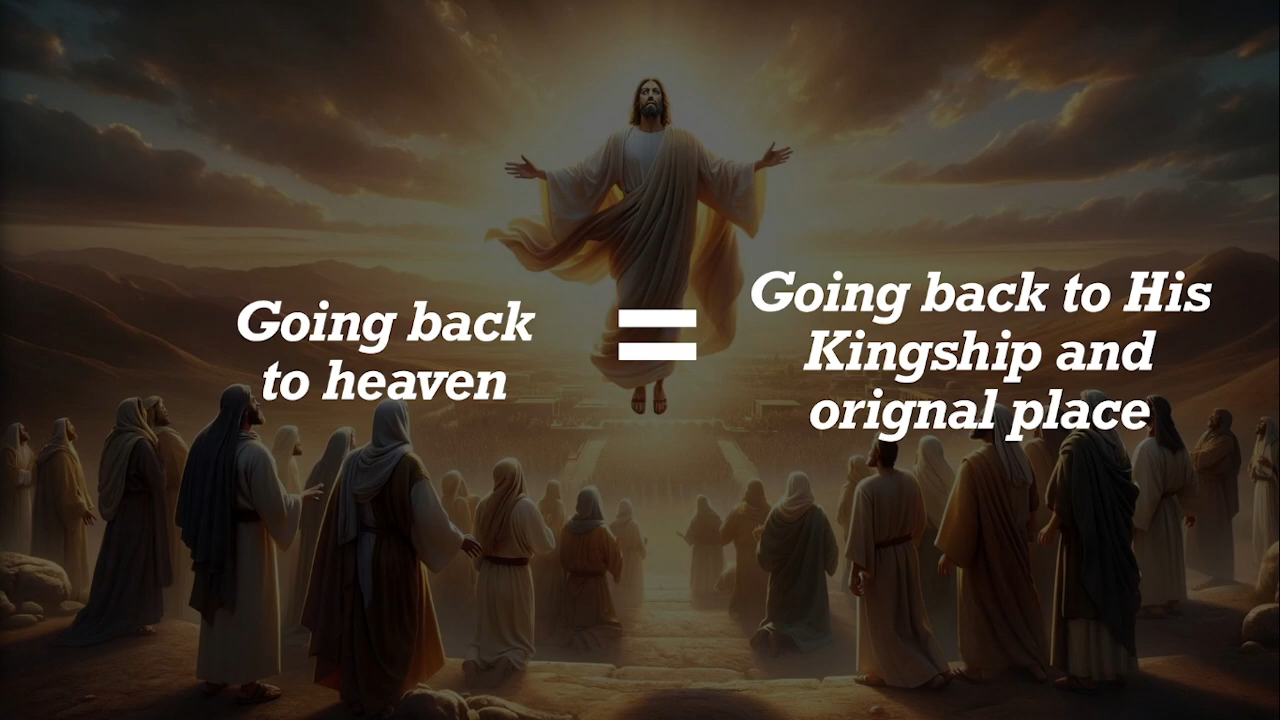 Going back
to heaven
=
Going back to His
Kingship and
orignal place